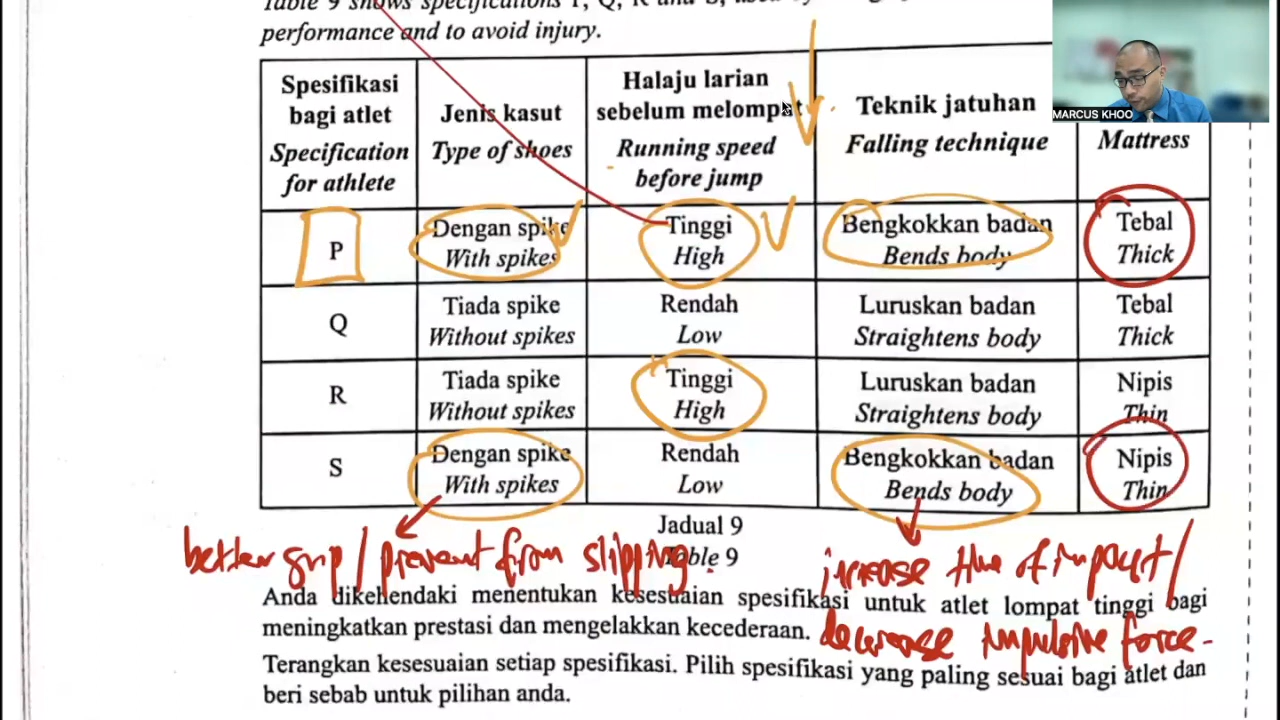 performance and to avoid injury.
MARCUS KHOO
Spesifikasi
bagi atlet
Specification
for athlete
Jenis kasut
Type of shoes
Halaju larian
sebelum melompat
Running speed
before jump
Teknik jatuhan
Falling technique
Mattress
P
Dengan spike
With spikes
Tinggi
High
Bengkokkan badan
Bends body
Tebal
Thick
Q
Tiada spike
Without spikes
Rendah
Low
Luruskan badan
Straightens body
Tebal
Thick
R
Tiada spike
Without spikes
Tinggi
High
Luruskan badan
Straightens body
Nipis
Thin
S
Dengan spike
With spikes
Rendah
Low
Bengkokkan badan
Bends body
Nipis
Thin
Jadual 9
Table 9
better grip / prevent from slipping.
increase time of impact /
decrease impulsive force.
Anda dikehendaki menentukan kesesuaian spesifikasi untuk atlet lompat tinggi bagi
meningkatkan prestasi dan mengelakkan kecederaan.
Terangkan kesesuaian setiap spesifikasi. Pilih spesifikasi yang paling sesuai bagi atlet dan
beri sebab untuk pilihan anda.